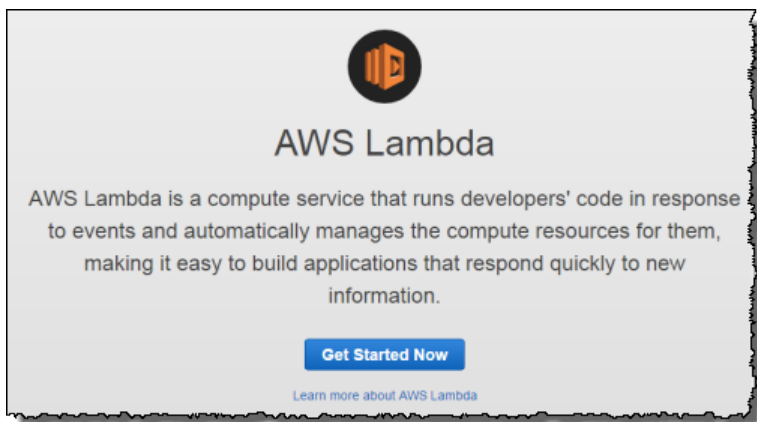 AWS Lambda
AWS Lambda is a compute service that runs developers' code in response
to events and automatically manages the compute resources for them,
making it easy to build applications that respond quickly to new
information.
Get Started Now
Learn more about AWS Lambda